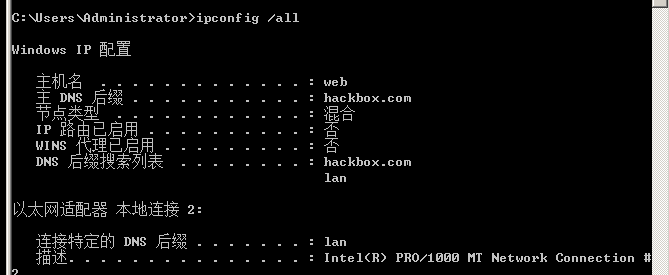 C:\Users\Administrator>ipconfig /all
Windows IP 配置
主机名 . . . . . . . . . . . . . : web
主 DNS 后缀 . . . . . . . . . . . : hackbox.com
节点类型 . . . . . . . . . . . . : 混合
IP 路由已启用 . . . . . . . . . . : 否
WINS 代理已启用 . . . . . . . . . : 否
DNS 后缀搜索列表 . . . . . . . . : hackbox.com
lan
以太网适配器 本地连接 2:
连接特定的 DNS 后缀 . . . . . . . : lan
描述. . . . . . . . . . . . . . . : Intel(R) PRO/1000 MT Network Connection #
2